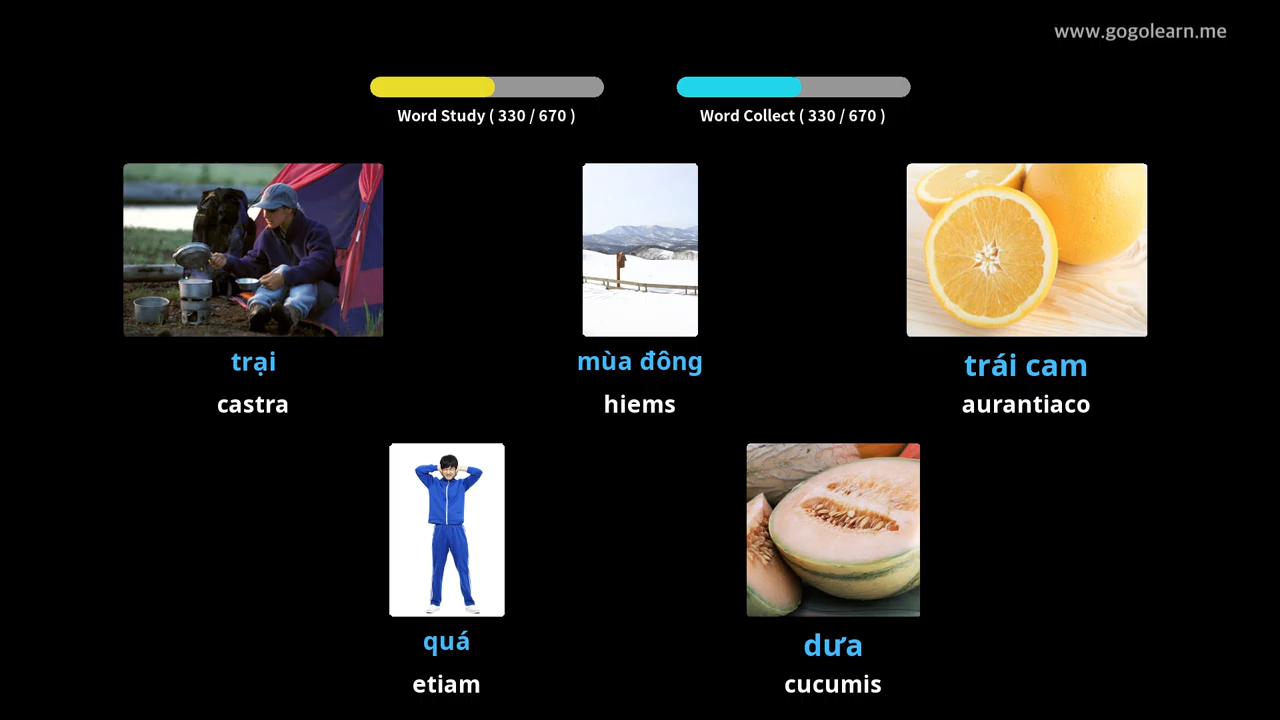 www.gogolearn.me
Word Study ( 330 / 670 )
Word Collect ( 330 / 670 )
trại
mùa đông
trái cam
castra
hiems
aurantiaco
quá
dưa
etiam
cucumis